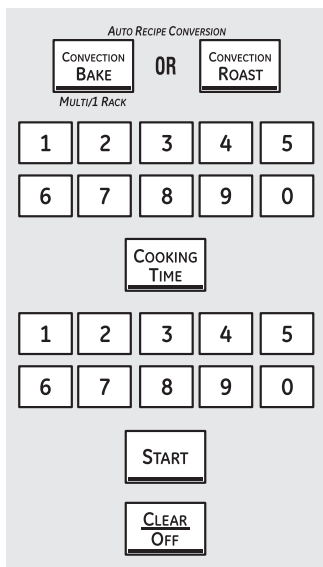 AUTO RECIPE CONVERSION
CONVECTION BAKE OR CONVECTION ROAST
MULTI/1 RACK
1 2 3 4 5
6 7 8 9 0
COOKING
TIME
1 2 3 4 5
6 7 8 9 0
START
CLEAR
OFF